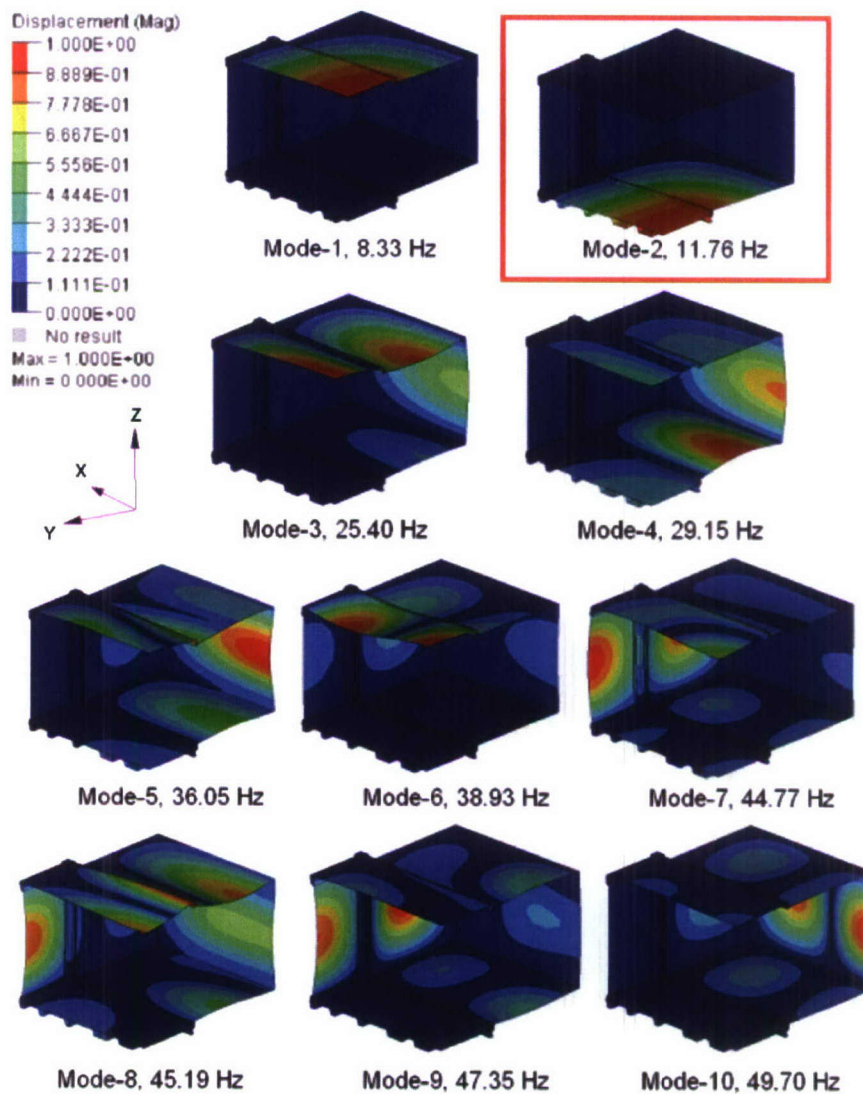 Displacement (Mag)
1.000E+00
8.889E-01
7.778E-01
6.667E-01
5.556E-01
4.444E-01
3.333E-01
2.222E-01
1.111E-01
0.000E+00
No result
Max = 1.000E+00
Min = 0.000E+00
Z
X
Y
Mode-1, 8.33 Hz
Mode-2, 11.76 Hz
Mode-3, 25.40 Hz
Mode-4, 29.15 Hz
Mode-5, 36.05 Hz
Mode-6, 38.93 Hz
Mode-7, 44.77 Hz
Mode-8, 45.19 Hz
Mode-9, 47.35 Hz
Mode-10, 49.70 Hz